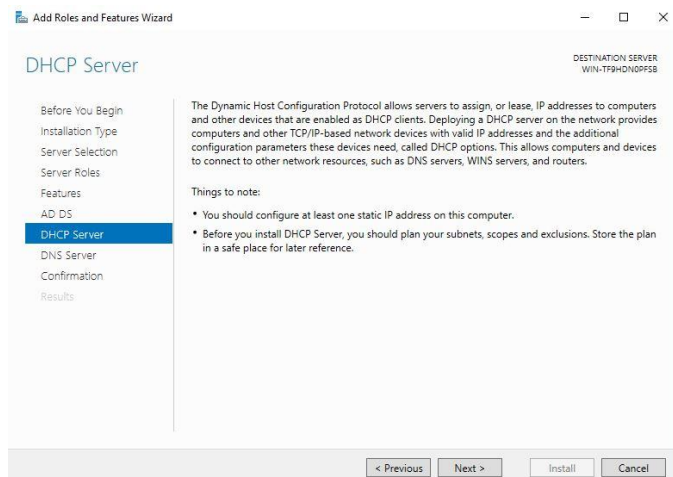 Add Roles and Features Wizard
DHCP Server
DESTINATION SERVER
WIN-TF9HDN0PFSB
Before You Begin
Installation Type
Server Selection
Server Roles
Features
AD DS
DHCP Server
DNS Server
Confirmation
Results
The Dynamic Host Configuration Protocol allows servers to assign, or lease, IP addresses to computers
and other devices that are enabled as DHCP clients. Deploying a DHCP server on the network provides
computers and other TCP/IP-based network devices with valid IP addresses and the additional
configuration parameters these devices need, called DHCP options. This allows computers and devices
to connect to other network resources, such as DNS servers, WINS servers, and routers.
Things to note:
• You should configure at least one static IP address on this computer.
• Before you install DHCP Server, you should plan your subnets, scopes and exclusions. Store the plan
in a safe place for later reference.
< Previous
Next >
Install
Cancel